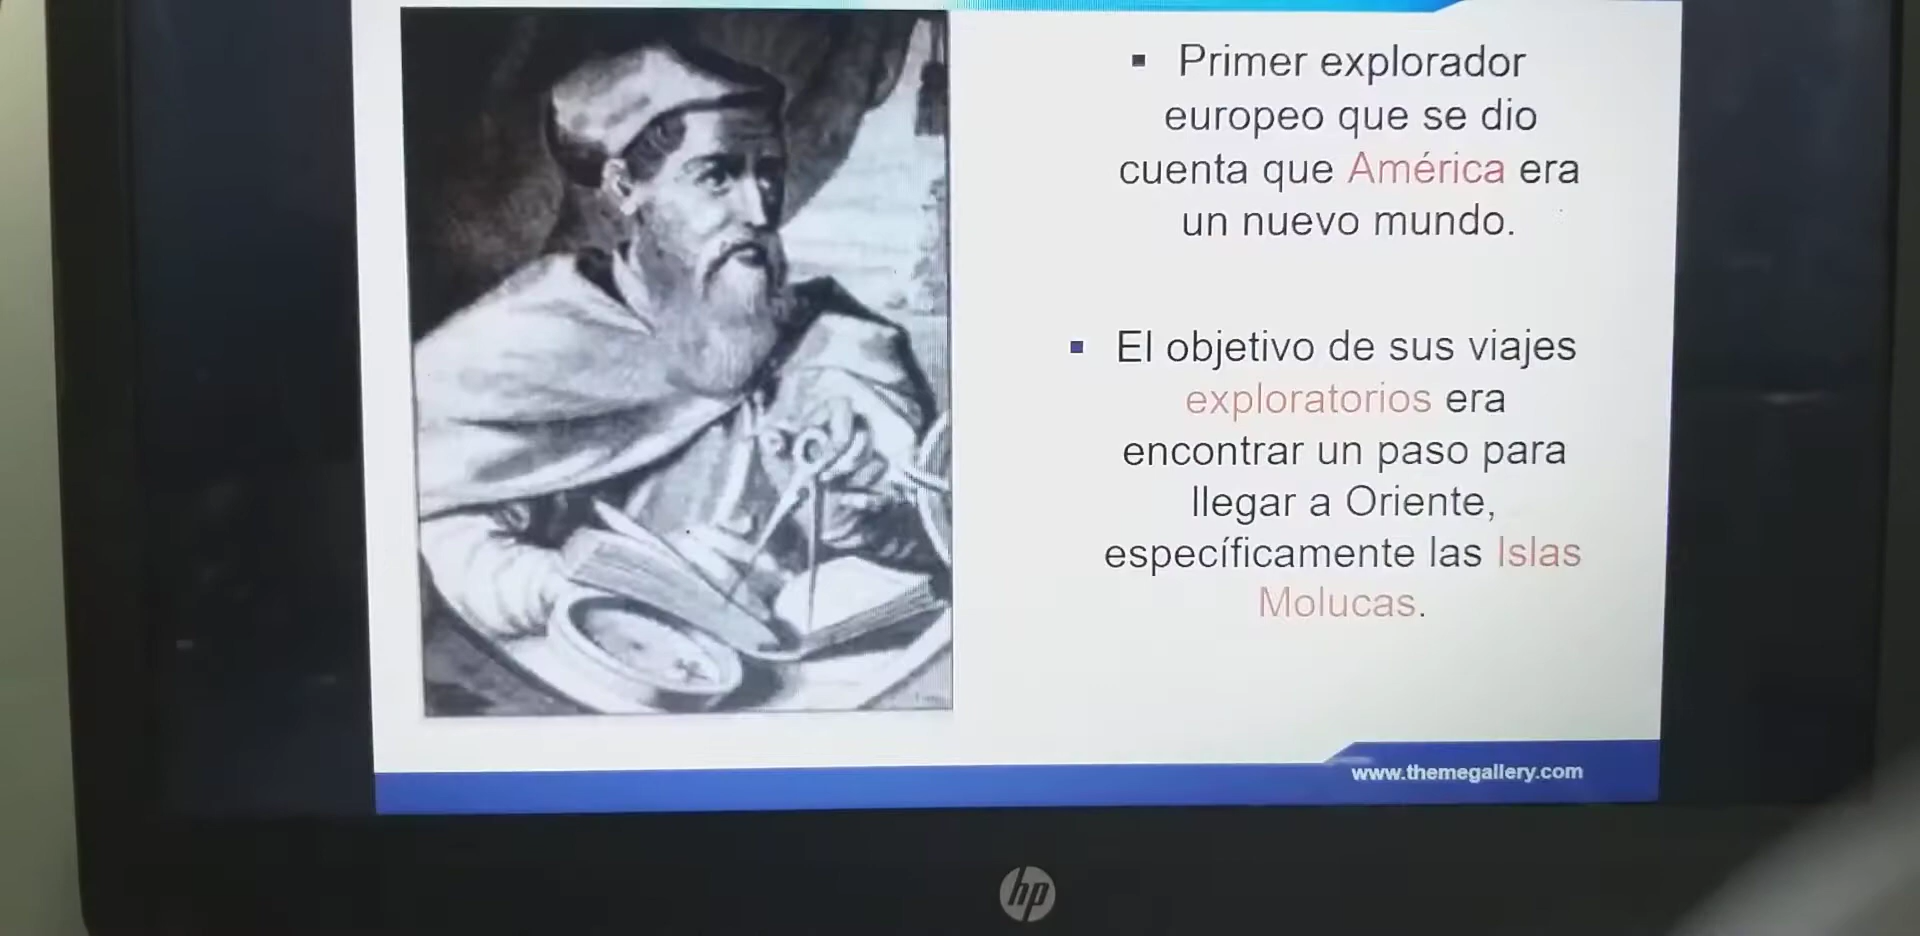 ▪ Primer explorador
europeo que se dio
cuenta que América era
un nuevo mundo.
▪ El objetivo de sus viajes
exploratorios era
encontrar un paso para
llegar a Oriente,
específicamente las Islas
Molucas.
www.themegallery.com
hp